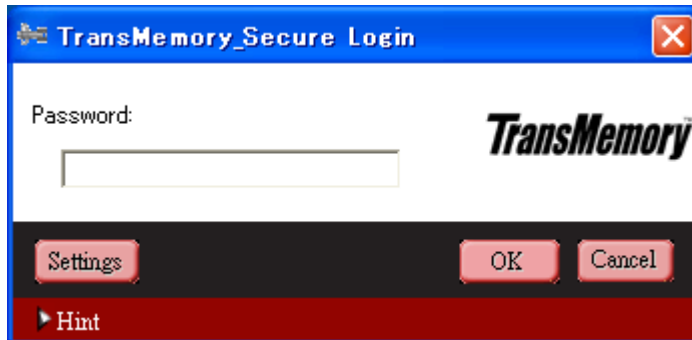 TransMemory_Secure Login
Password:
TransMemory
Settings
OK
Cancel
Hint